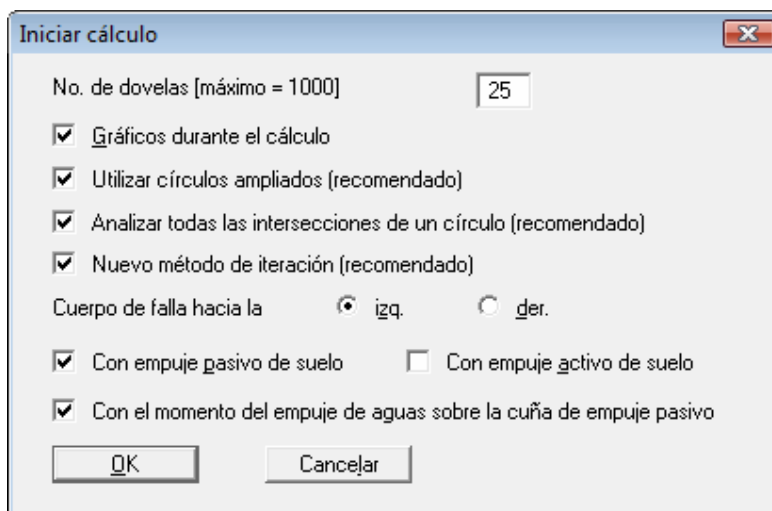 Iniciar cálculo
No. de dovelas [máximo = 1000] 25
Gráficos durante el cálculo
Utilizar círculos ampliados (recomendado)
Analizar todas las intersecciones de un círculo (recomendado)
Nuevo método de iteración (recomendado)
Cuerpo de falla hacia la izq. der.
Con empuje pasivo de suelo Con empuje activo de suelo
Con el momento del empuje de aguas sobre la cuña de empuje pasivo
OK Cancelar